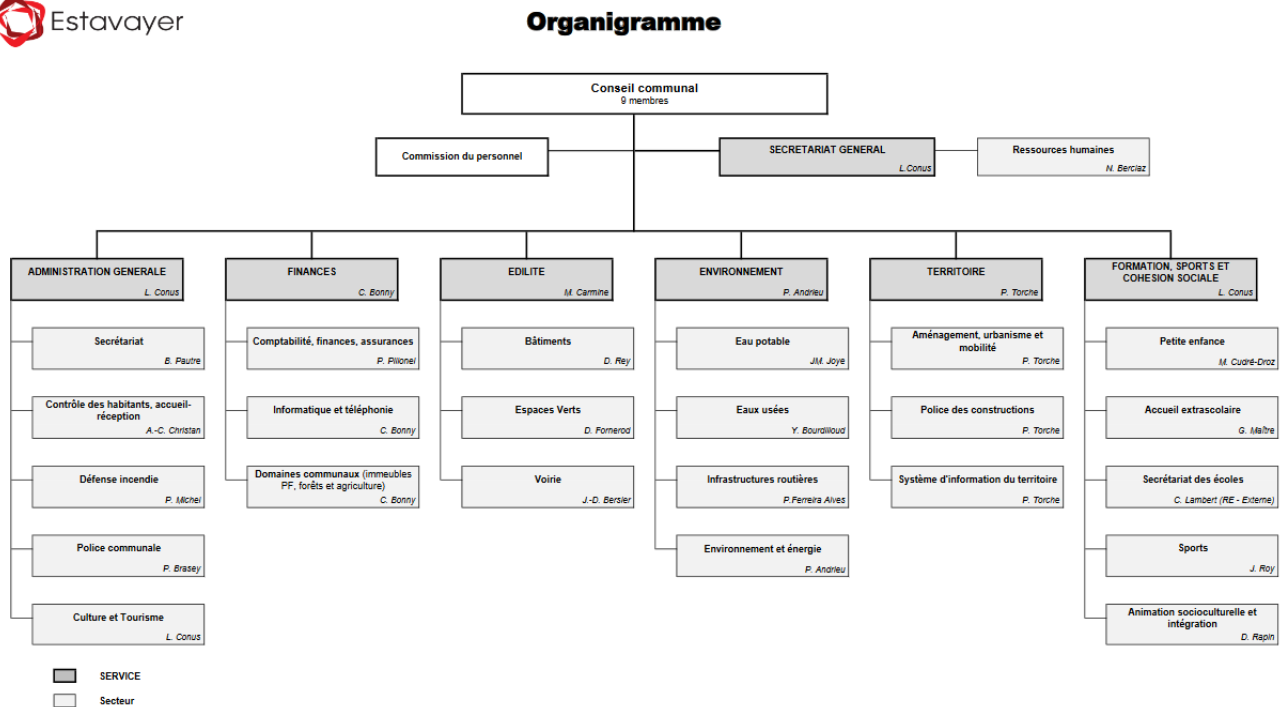 Estavayer
Organigramme
Conseil communal
9 membres
Commission du personnel
SECRETARIAT GENERAL
L.Conus
Ressources humaines
N. Berciaz
ADMINISTRATION GENERALE
L. Conus
FINANCES
C. Bonny
EDILITE
M. Carmine
ENVIRONNEMENT
P. Andrieu
TERRITOIRE
P. Torche
FORMATION, SPORTS ET
COHESION SOCIALE
L. Conus
Secrétariat
B. Pautre
Contrôle des habitants, accueil-
réception
A.-C. Christan
Défense incendie
P. Michel
Police communale
P. Brasey
Culture et Tourisme
L. Conus
Comptabilité, finances, assurances
P. Pillonel
Informatique et téléphonie
C. Bonny
Domaines communaux (immeubles
PF, forêts et agriculture)
C. Bonny
Bâtiments
D. Rey
Espaces Verts
D. Fornerod
Voirie
J.-D. Bersier
Eau potable
JM. Joye
Eaux usées
Y. Bourdilloud
Infrastructures routières
P.Ferreira Alves
Environnement et énergie
P. Andrieu
Aménagement, urbanisme et
mobilité
P. Torche
Police des constructions
P. Torche
Système d'information du territoire
P. Torche
Petite enfance
M. Cudré-Droz
Accueil extrascolaire
G. Maître
Secrétariat des écoles
C. Lambert (RE - Externe)
Sports
J. Roy
Animation socioculturelle et
intégration
D. Rapin
SERVICE
Secteur